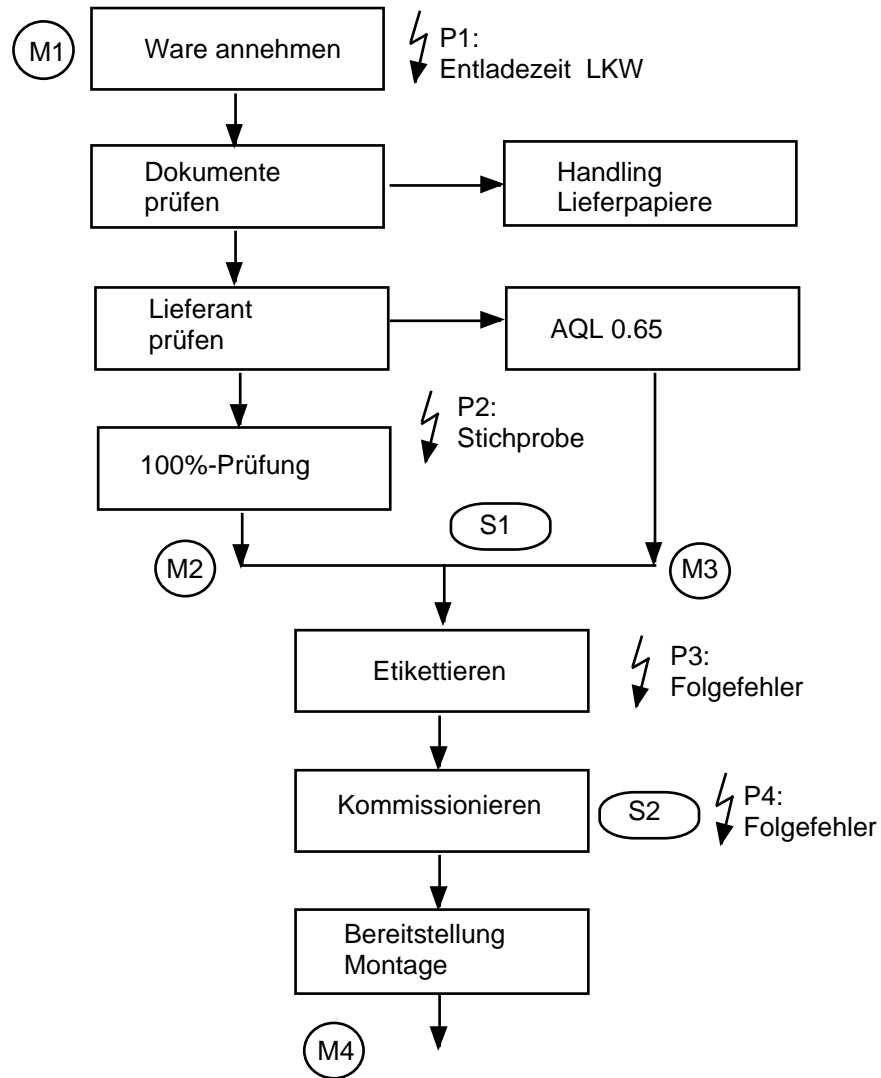 M1
Ware annehmen
P1:
Entladezeit LKW
Dokumente
prüfen
Handling
Lieferpapiere
Lieferant
prüfen
AQL 0.65
P2:
Stichprobe
100%-Prüfung
S1
M2
M3
Etikettieren
P3:
Folgefehler
Kommissionieren
S2
P4:
Folgefehler
Bereitstellung
Montage
M4